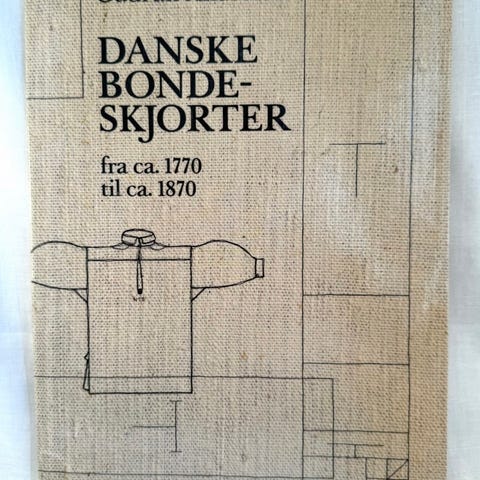 DANSKE
BONDE-
SKJORTER
fra ca. 1770
til ca. 1870